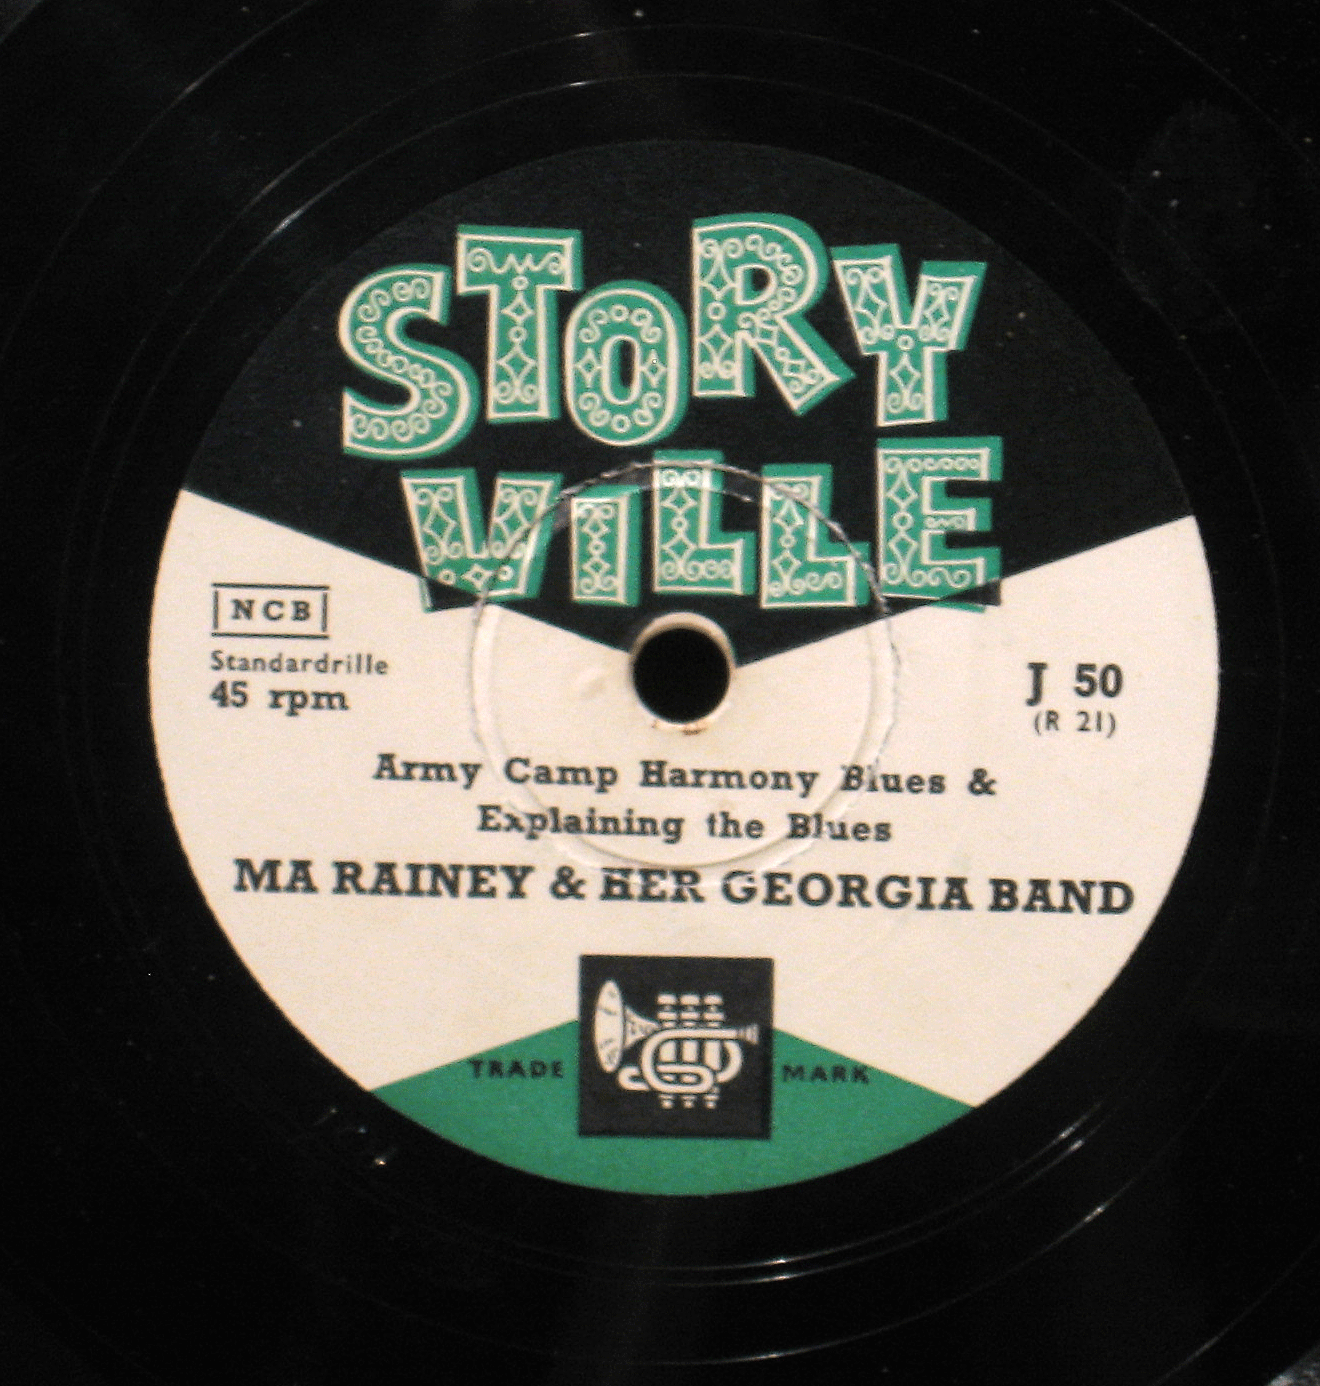 STORY
VILLE
NCB
Standardrille
45 rpm
J 50
(R 21)
Army Camp Harmony Blues &
Explaining the Blues
MA RAINEY & HER GEORGIA BAND
TRADE MARK